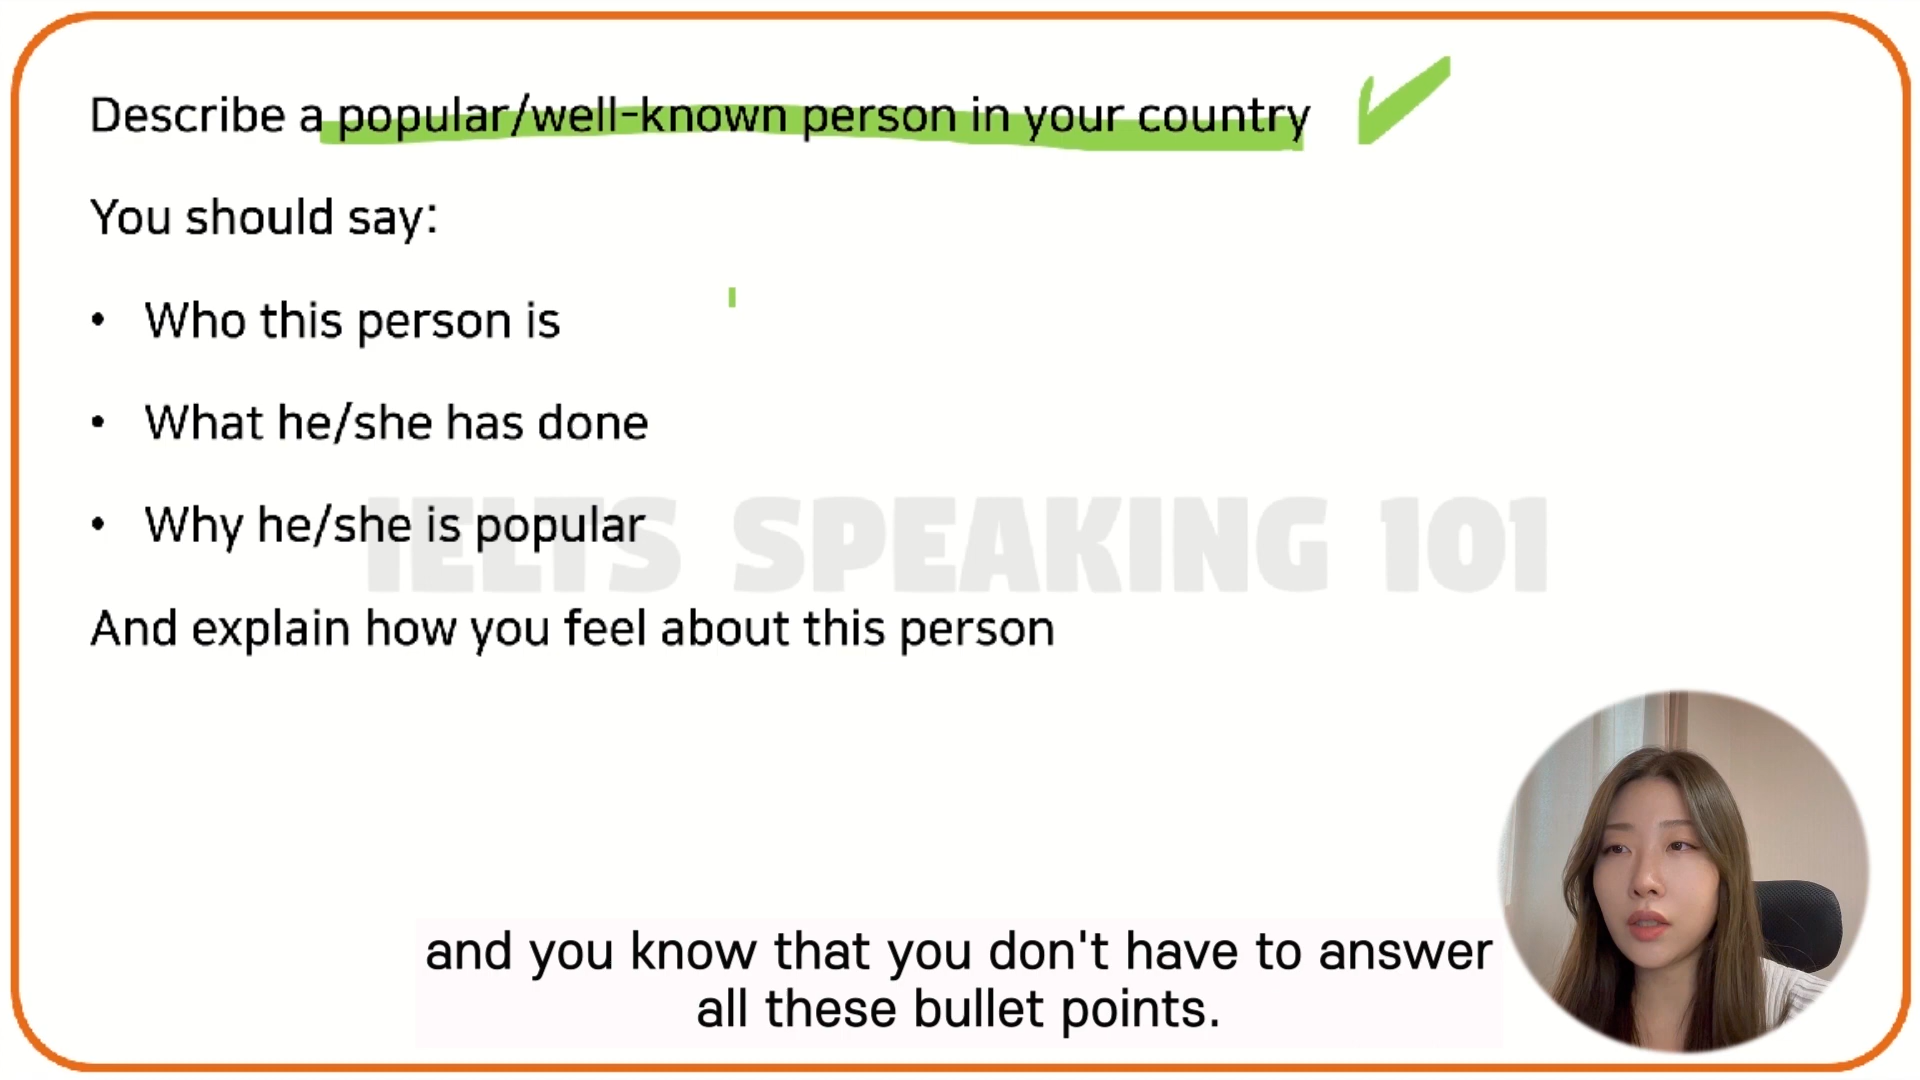 Describe a popular/well-known person in your country
You should say:
• Who this person is
• What he/she has done
• Why he/she is popular
IELTS SPEAKING 101
And explain how you feel about this person
and you know that you don't have to answer
all these bullet points.